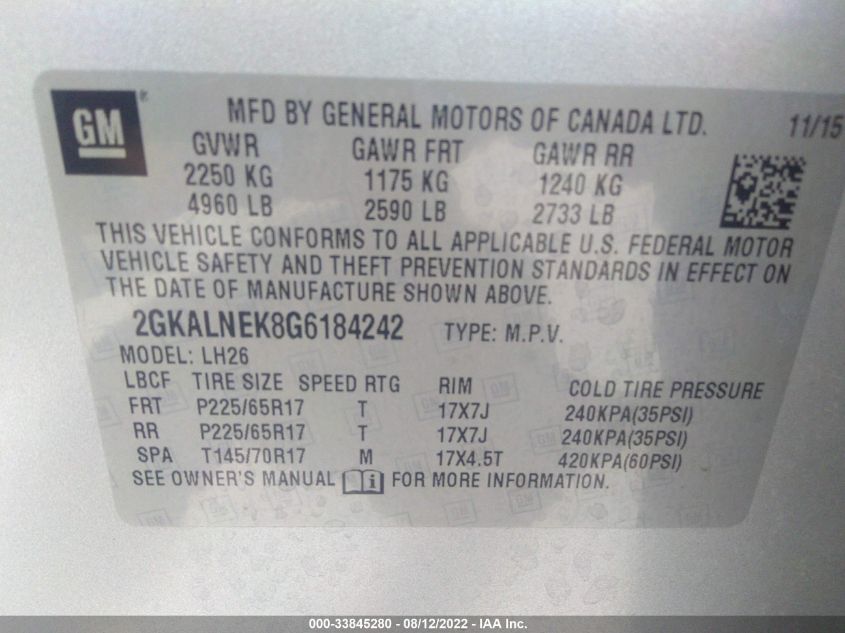 GM ®
MFD BY GENERAL MOTORS OF CANADA LTD. 11/15
GVWR GAWR FRT GAWR RR
2250 KG 1175 KG 1240 KG
4960 LB 2590 LB 2733 LB
THIS VEHICLE CONFORMS TO ALL APPLICABLE U.S. FEDERAL MOTOR
VEHICLE SAFETY AND THEFT PREVENTION STANDARDS IN EFFECT ON
THE DATE OF MANUFACTURE SHOWN ABOVE.
2GKALNEK8G6184242 TYPE: M.P.V.
MODEL: LH26
LBCF TIRE SIZE SPEED RTG RIM COLD TIRE PRESSURE
FRT P225/65R17 T 17X7J 240KPA(35PSI)
RR P225/65R17 T 17X7J 240KPA(35PSI)
SPA T145/70R17 M 17X4.5T 420KPA(60PSI)
SEE OWNER'S MANUAL i FOR MORE INFORMATION.
000-33845280 - 08/12/2022 - IAA Inc.